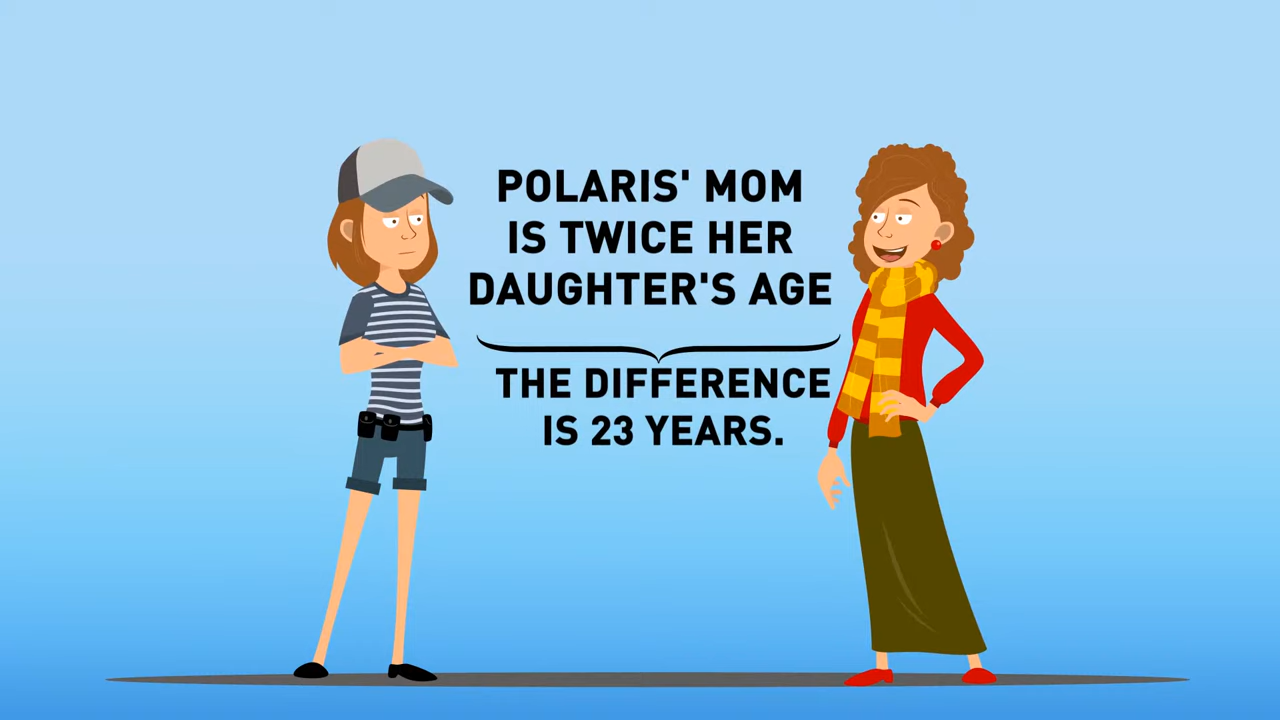 POLARIS' MOM
IS TWICE HER
DAUGHTER'S AGE
THE DIFFERENCE
IS 23 YEARS.